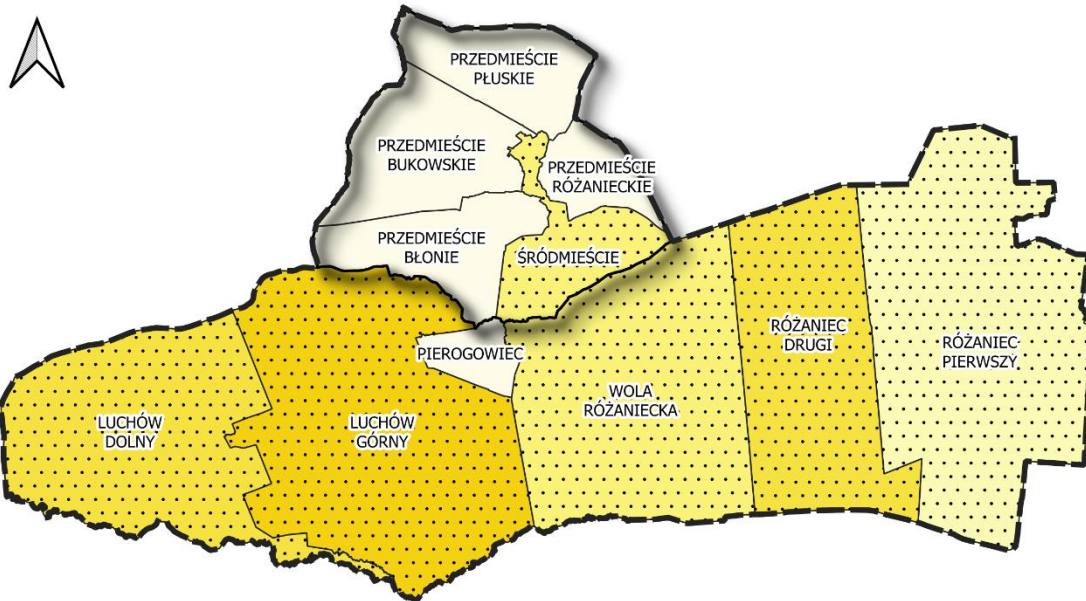 PRZEDMIEŚCIE
PŁUSKIE
PRZEDMIEŚCIE
BUKOWSKIE
PRZEDMIEŚCIE
RÓŻANIECKIE
PRZEDMIEŚCIE
BŁONIE
ŚRÓDMIEŚCIE
PIEROGOWIEC
RÓŻANIEC
DRUGI
RÓŻANIEC
PIERWSZY
WOLA
RÓŻANIECKA
LUCHÓW
DOLNY
LUCHÓW
GÓRNY